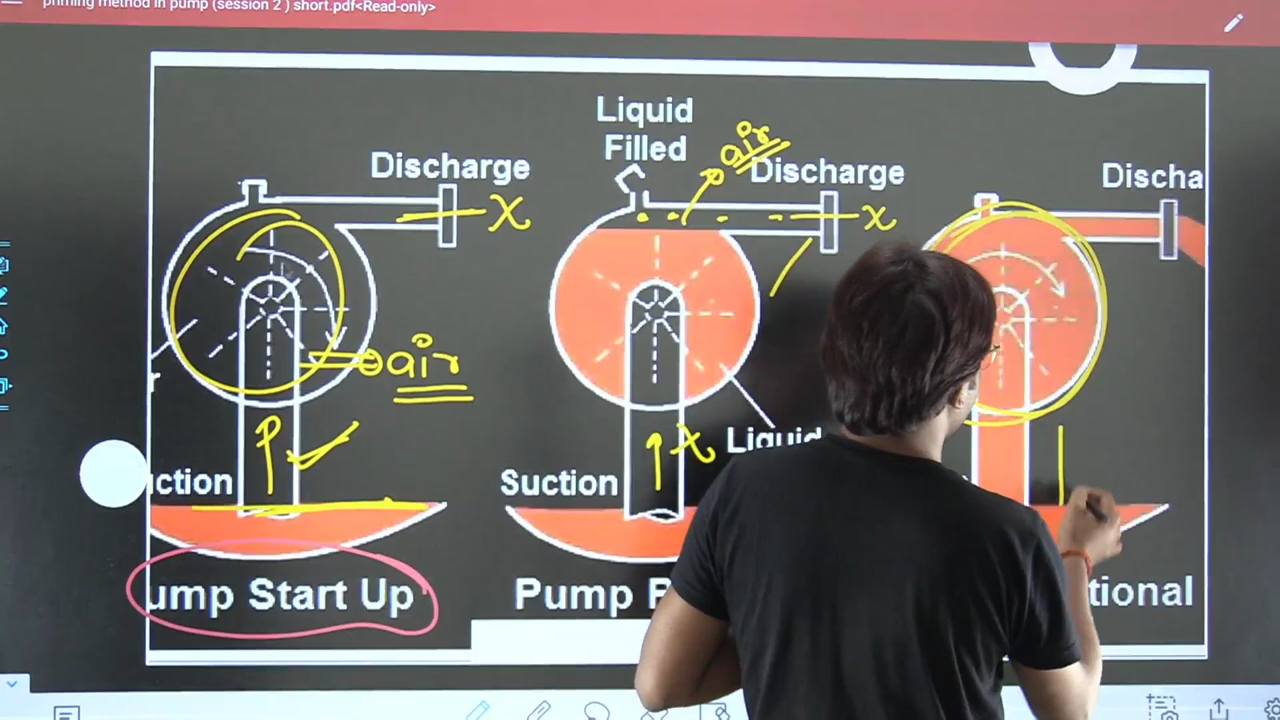 priming method in pump (session 2 ) short.pdf<Read-only>
Liquid
Filled
air
Discharge
Discharge
Discha
x
x
air
P
x
Liquid
uction
Suction
ump Start Up
Pump P
tional